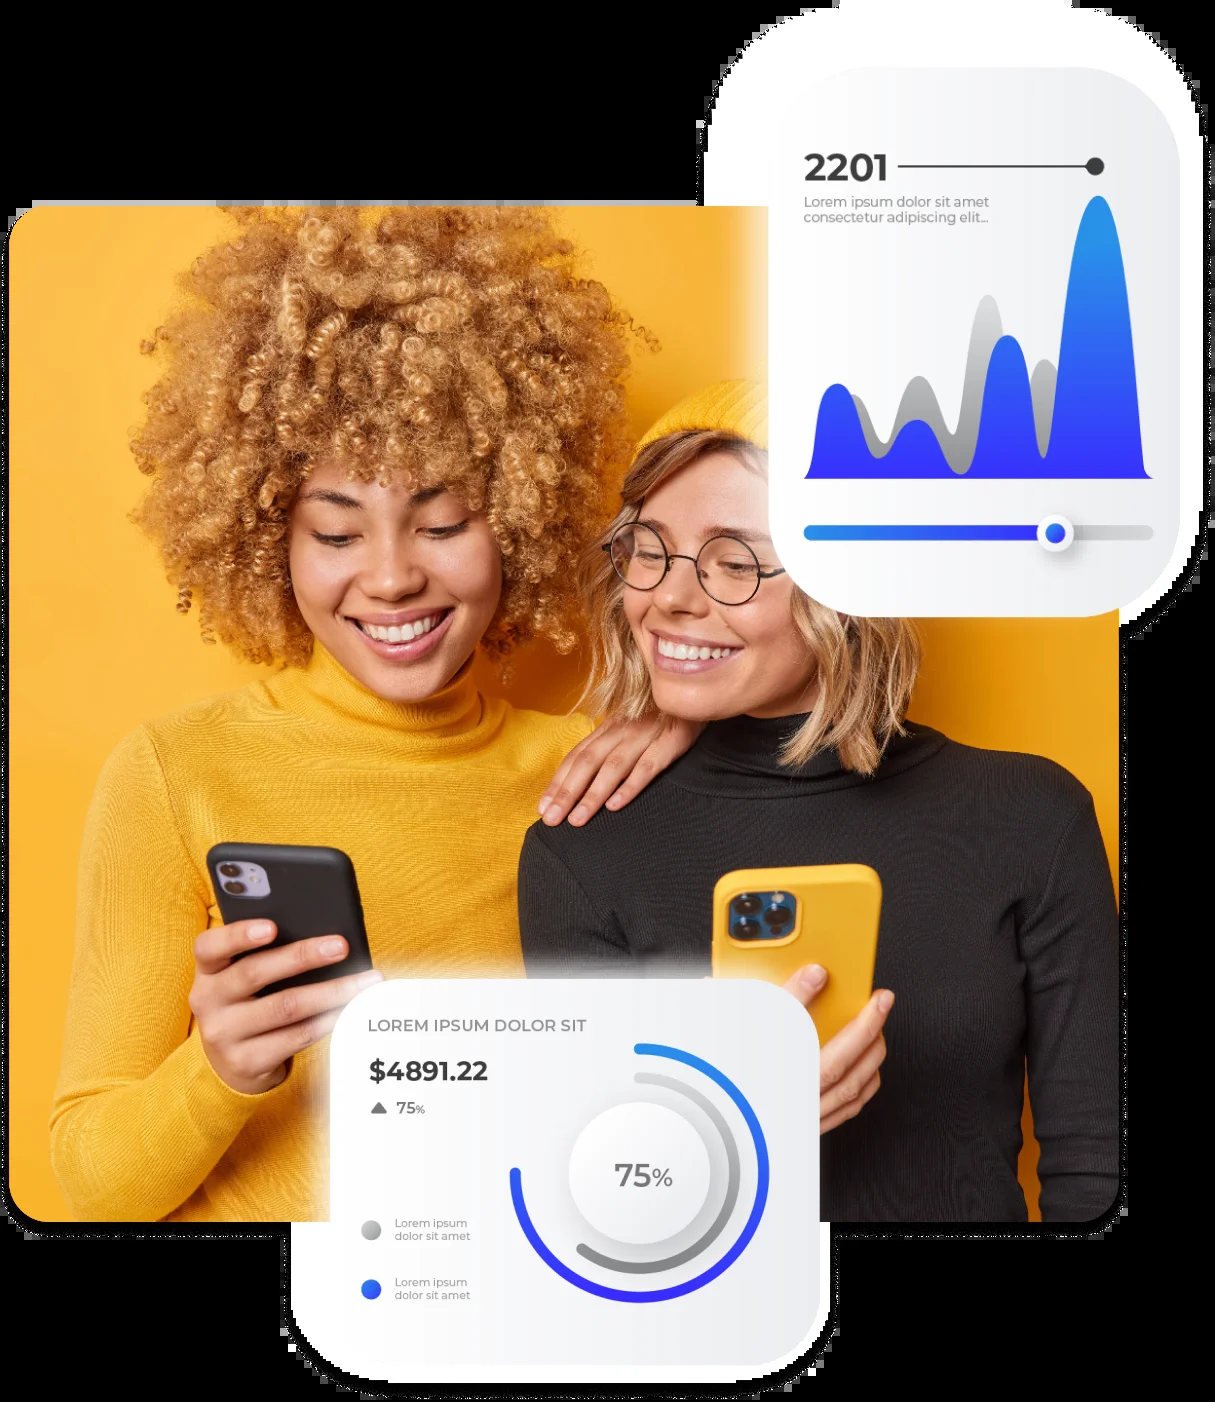 2201
Lorem ipsum dolor sit amet
consectetur adipiscing elit...
LOREM IPSUM DOLOR SIT
$4891.22
75%
75%
Lorem ipsum
dolor sit amet
Lorem ipsum
dolor sit amet